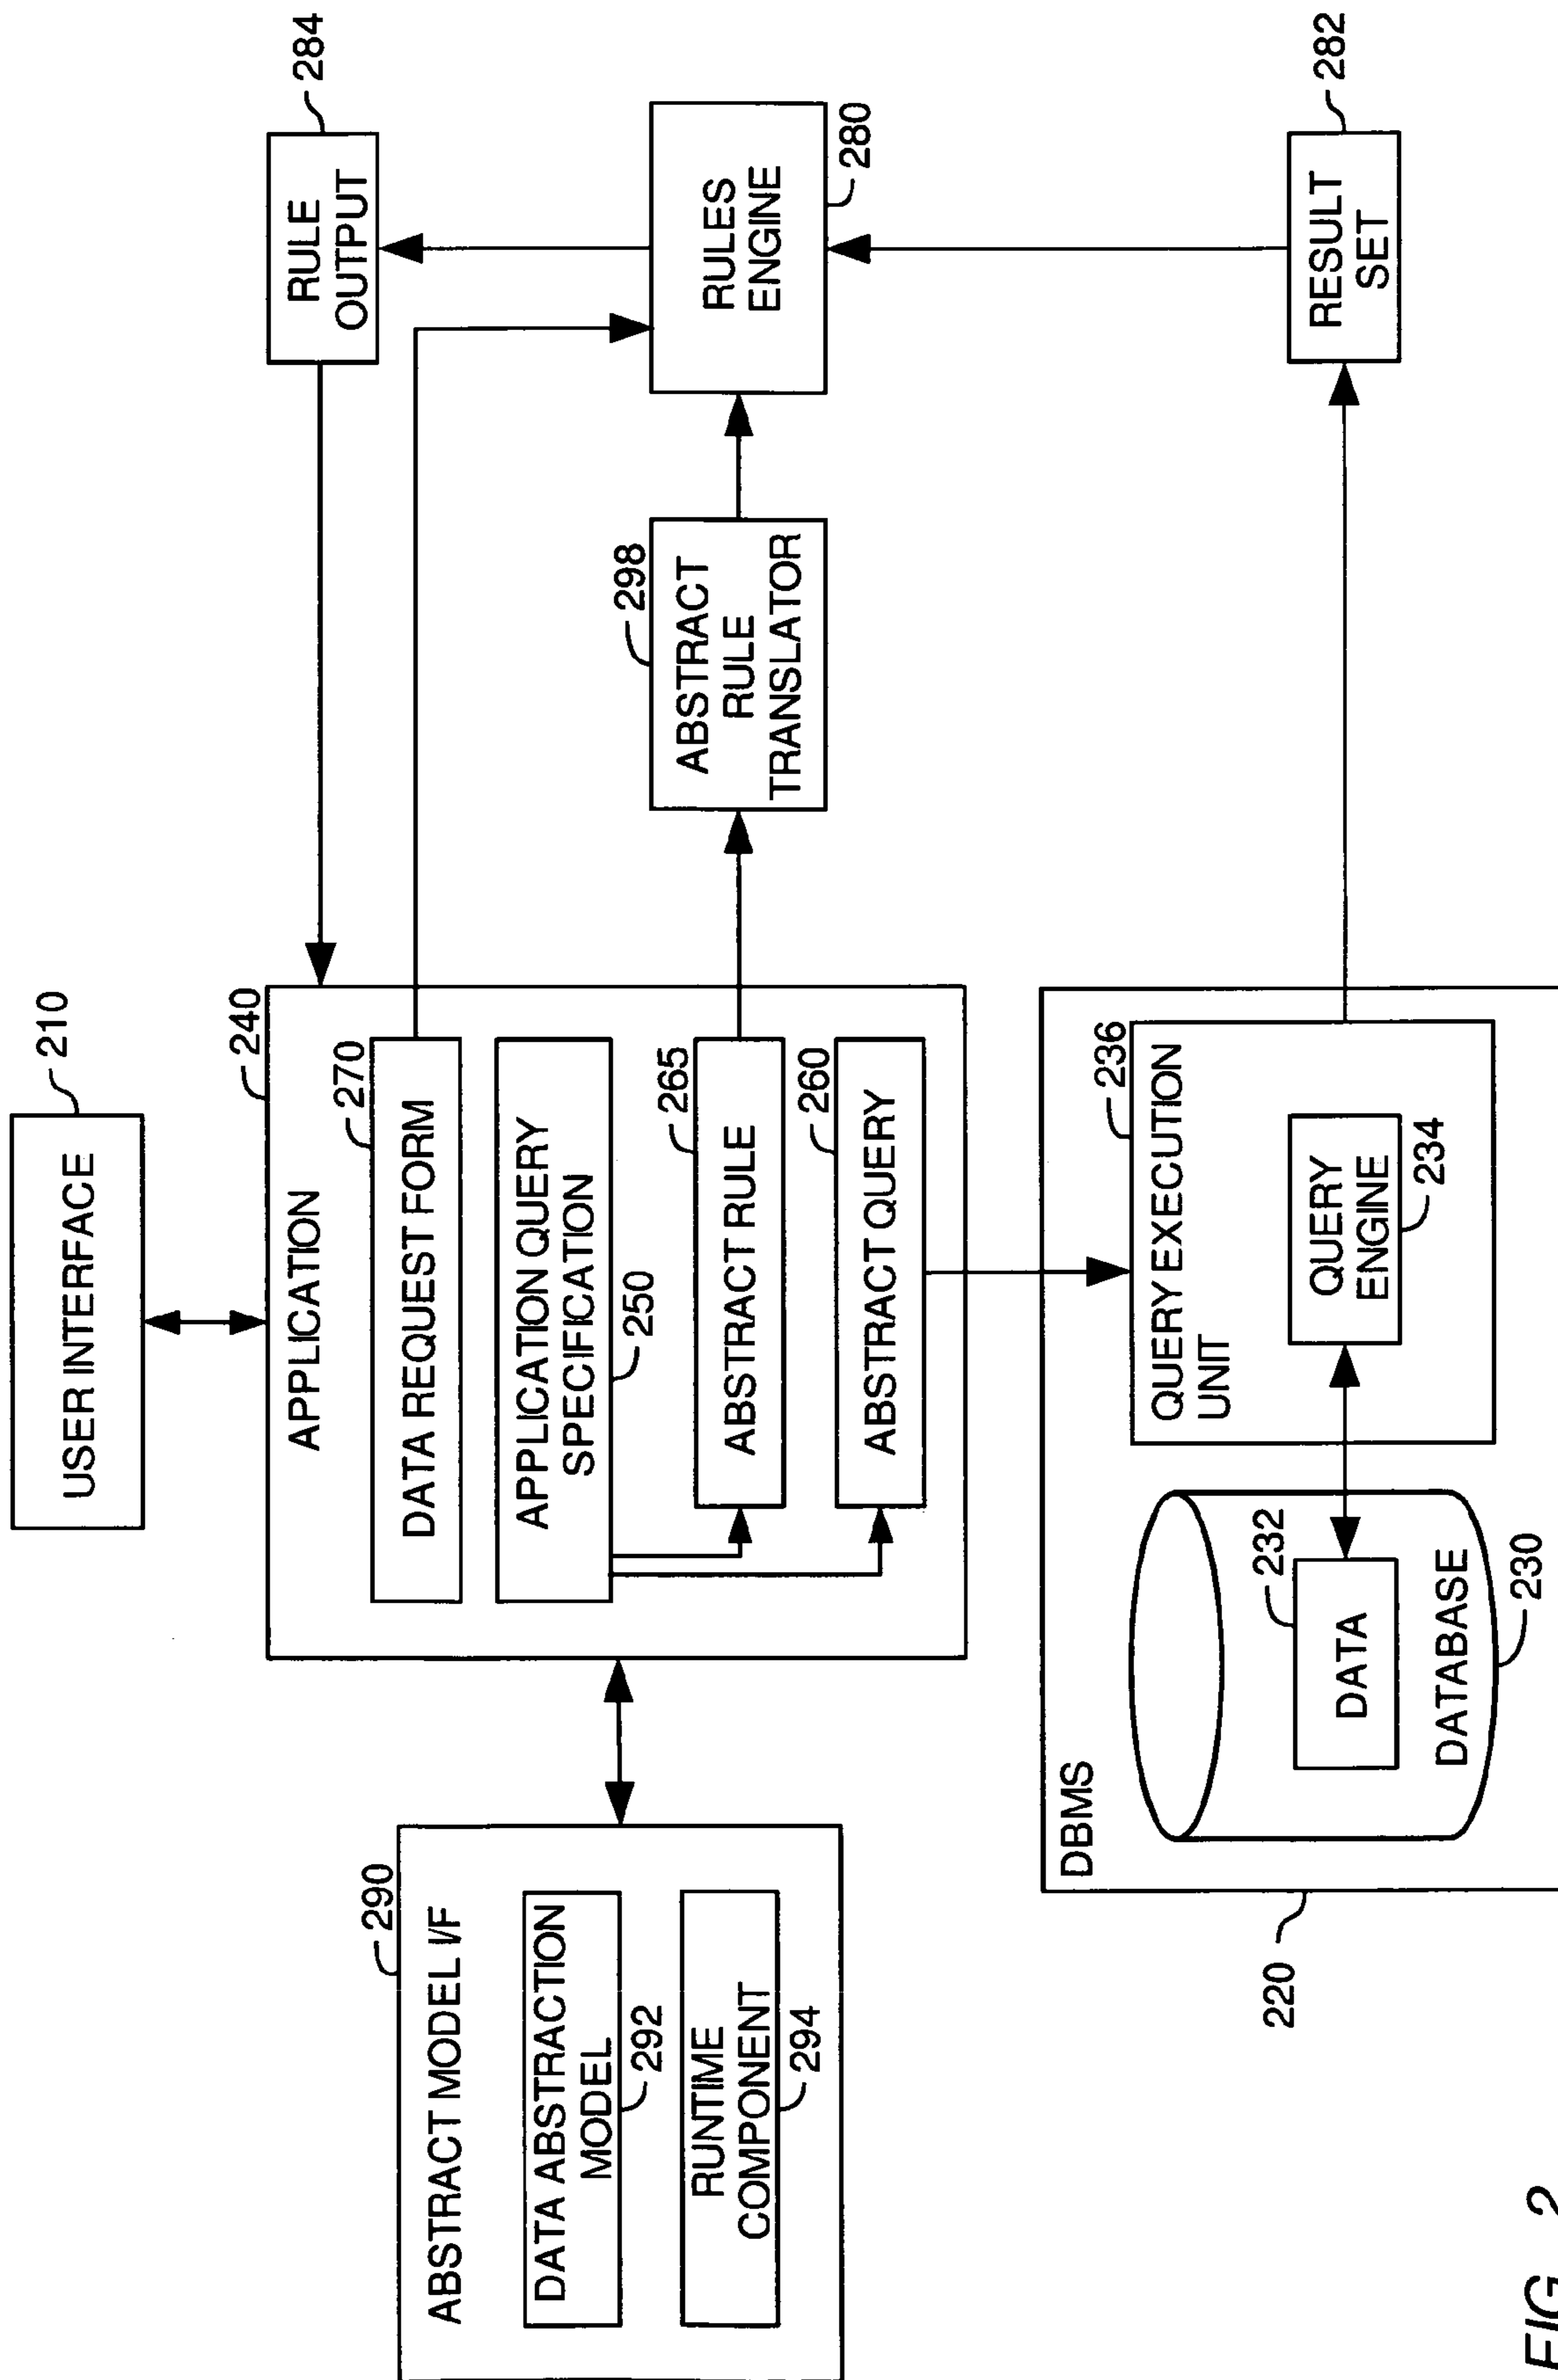 USER INTERFACE
210
240
APPLICATION
270
DATA REQUEST FORM
APPLICATION QUERY
SPECIFICATION
250
265
ABSTRACT RULE
260
ABSTRACT QUERY
284
RULE
OUTPUT
298
ABSTRACT
RULE
TRANSLATOR
RULES
ENGINE
280
290
ABSTRACT MODEL I/F
DATA ABSTRACTION
MODEL
292
RUNTIME
COMPONENT
294
DBMS
220
232
DATA
DATABASE
230
236
QUERY EXECUTION
UNIT
QUERY
ENGINE
234
282
RESULT
SET
FIG. 2